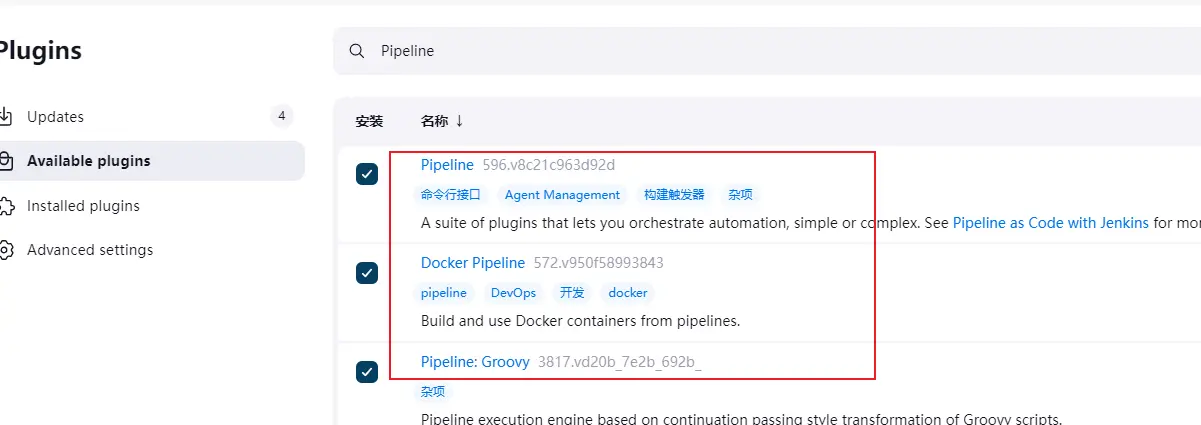 Plugins
Pipeline
Updates 4
Available plugins
Installed plugins
Advanced settings
安装 名称 ↓
Pipeline 596.v8c21c963d92d
命令行接口 Agent Management 构建触发器 杂项
A suite of plugins that lets you orchestrate automation, simple or complex. See Pipeline as Code with Jenkins for mor
Docker Pipeline 572.v950f58993843
pipeline DevOps 开发 docker
Build and use Docker containers from pipelines.
Pipeline: Groovy 3817.vd20b_7e2b_692b_
杂项
Pipeline execution engine based on continuation passing style transformation of Groovy scripts.